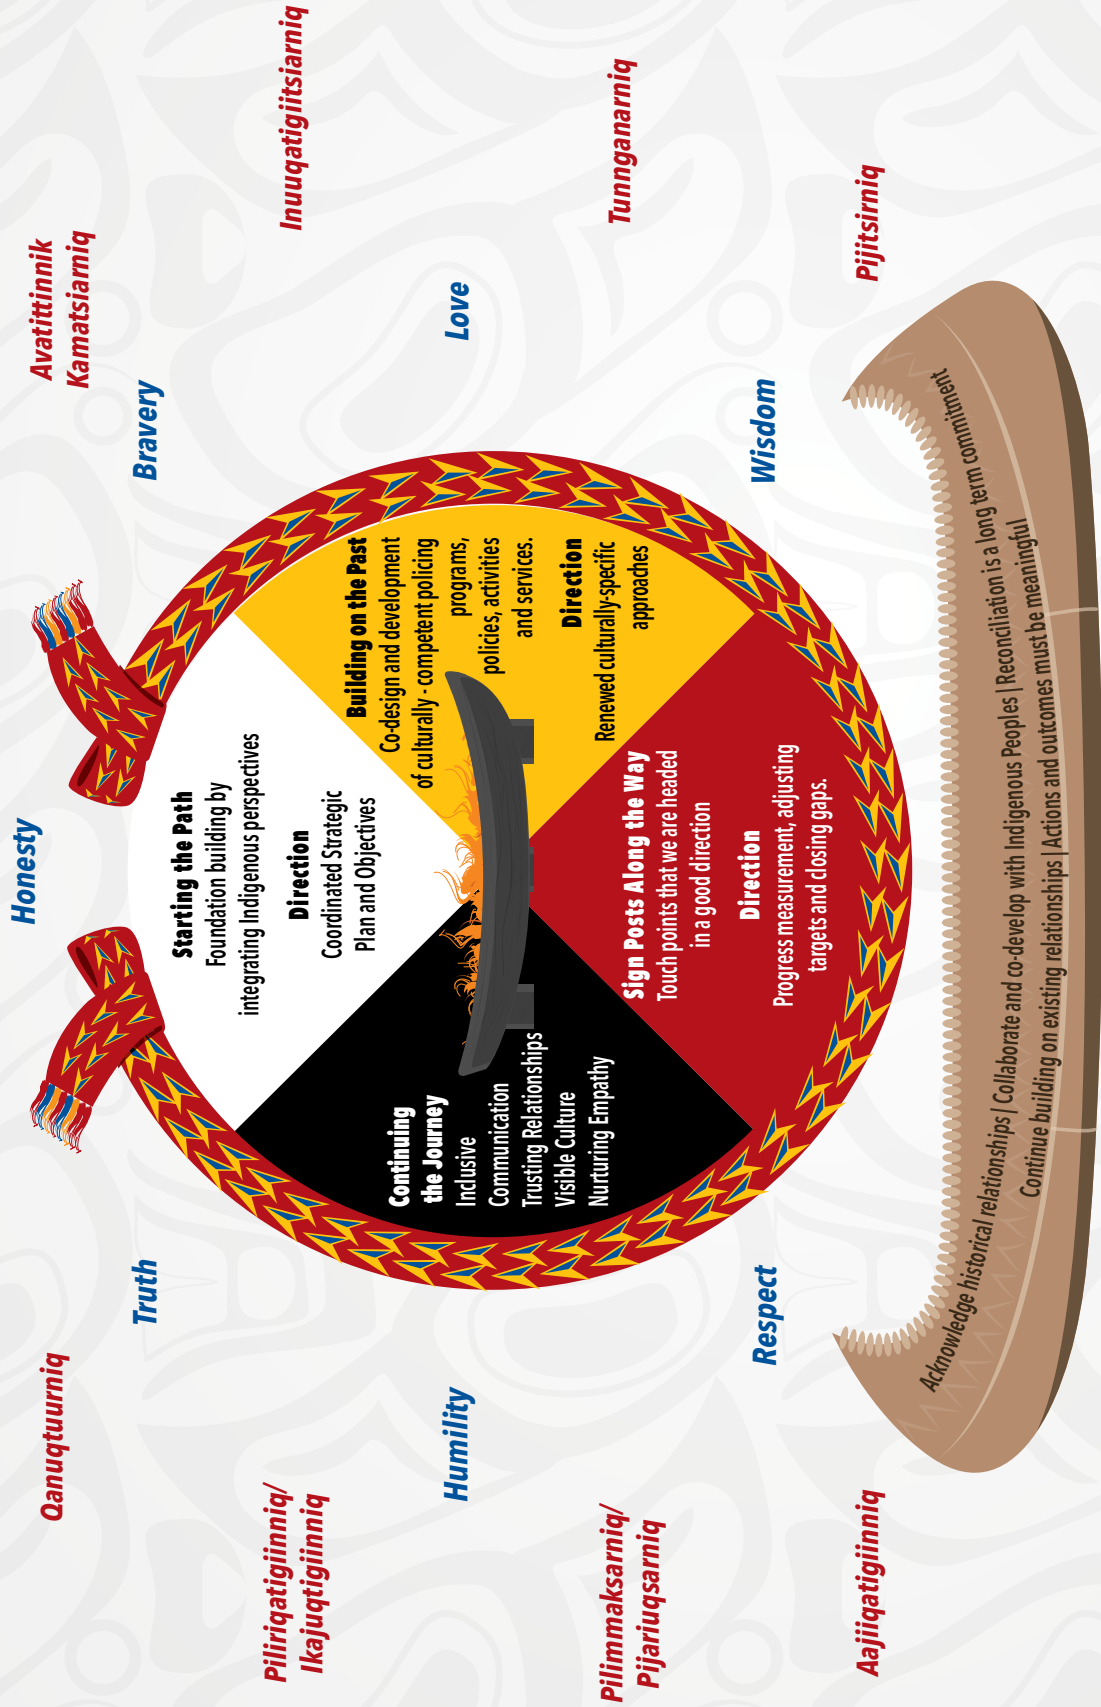 Honesty
Truth
Bravery
Qanuqtuurniq
Avatittinnik
Kamatsiarniq
Piliriqatigiinniq/
Ikajuqtigiinniq
Inuuqatigiitsiarniq
Humility
Love
Pilimmaksarniq/
Pijariuqsarniq
Tunnganarniq
Respect
Wisdom
Aajiiqatigiinniq
Pijitsirniq
Starting the Path
Foundation building by
integrating Indigenous perspectives
Direction
Coordinated Strategic
Plan and Objectives
Building on the Past
Co-design and development
of culturally - competent policing
programs,
policies, activities
and services.
Direction
Renewed culturally-specific
approaches
Sign Posts Along the Way
Touch points that we are headed
in a good direction
Direction
Progress measurement, adjusting
targets and closing gaps.
Continuing
the Journey
Inclusive
Communication
Trusting Relationships
Visible Culture
Nurturing Empathy
Acknowledge historical relationships | Collaborate and co-develop with Indigenous Peoples | Reconciliation is a long term commitment
Continue building on existing relationships | Actions and outcomes must be meaningful